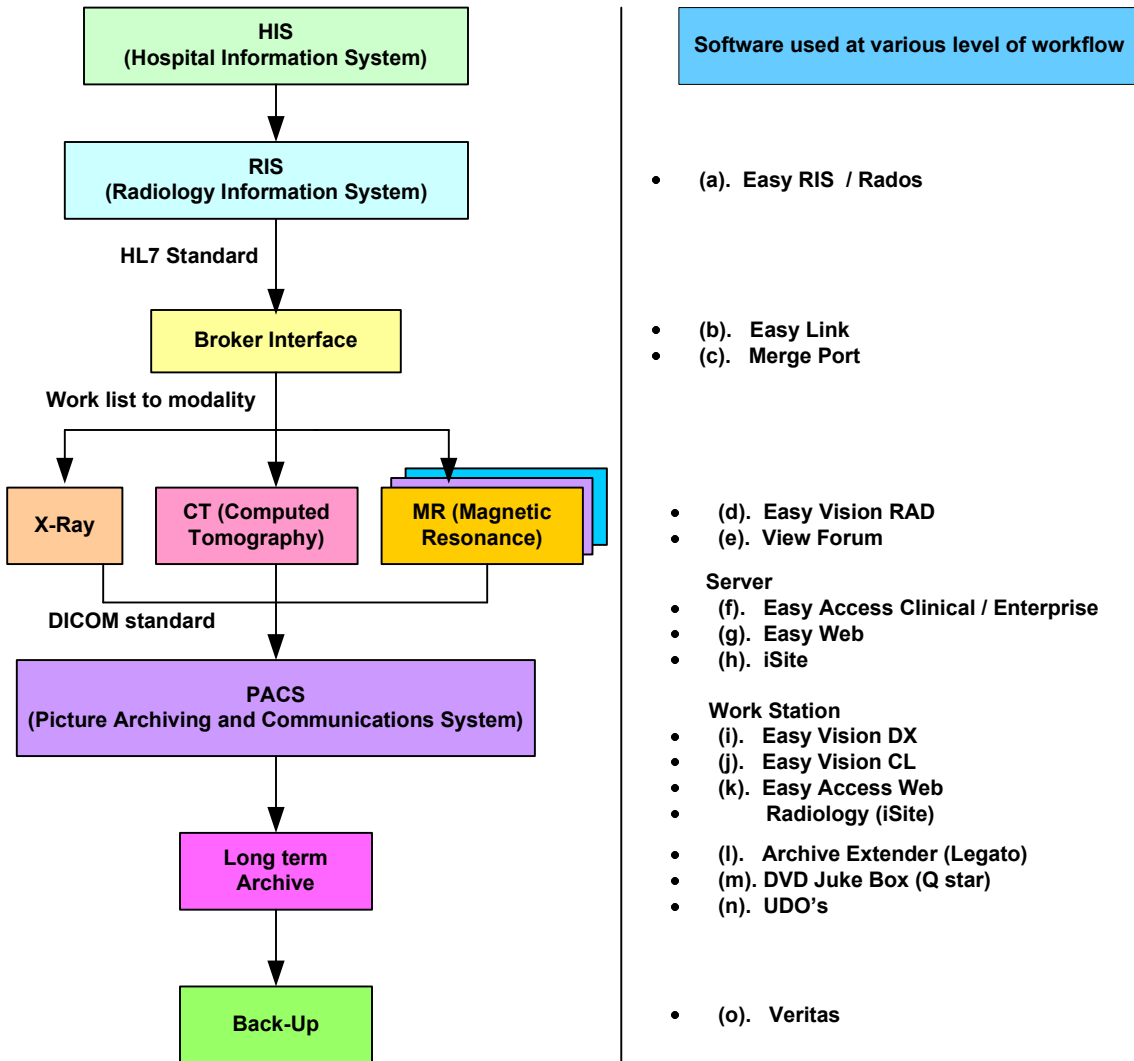 HIS
(Hospital Information System)
RIS
(Radiology Information System)
HL7 Standard
Broker Interface
Work list to modality
X-Ray
CT (Computed
Tomography)
MR (Magnetic
Resonance)
DICOM standard
PACS
(Picture Archiving and Communications System)
Long term
Archive
Back-Up
Software used at various level of workflow
• (a). Easy RIS / Rados
• (b). Easy Link
• (c). Merge Port
• (d). Easy Vision RAD
• (e). View Forum
Server
• (f). Easy Access Clinical / Enterprise
• (g). Easy Web
• (h). iSite
Work Station
• (i). Easy Vision DX
• (j). Easy Vision CL
• (k). Easy Access Web
• Radiology (iSite)
• (l). Archive Extender (Legato)
• (m). DVD Juke Box (Q star)
• (n). UDO's
• (o). Veritas